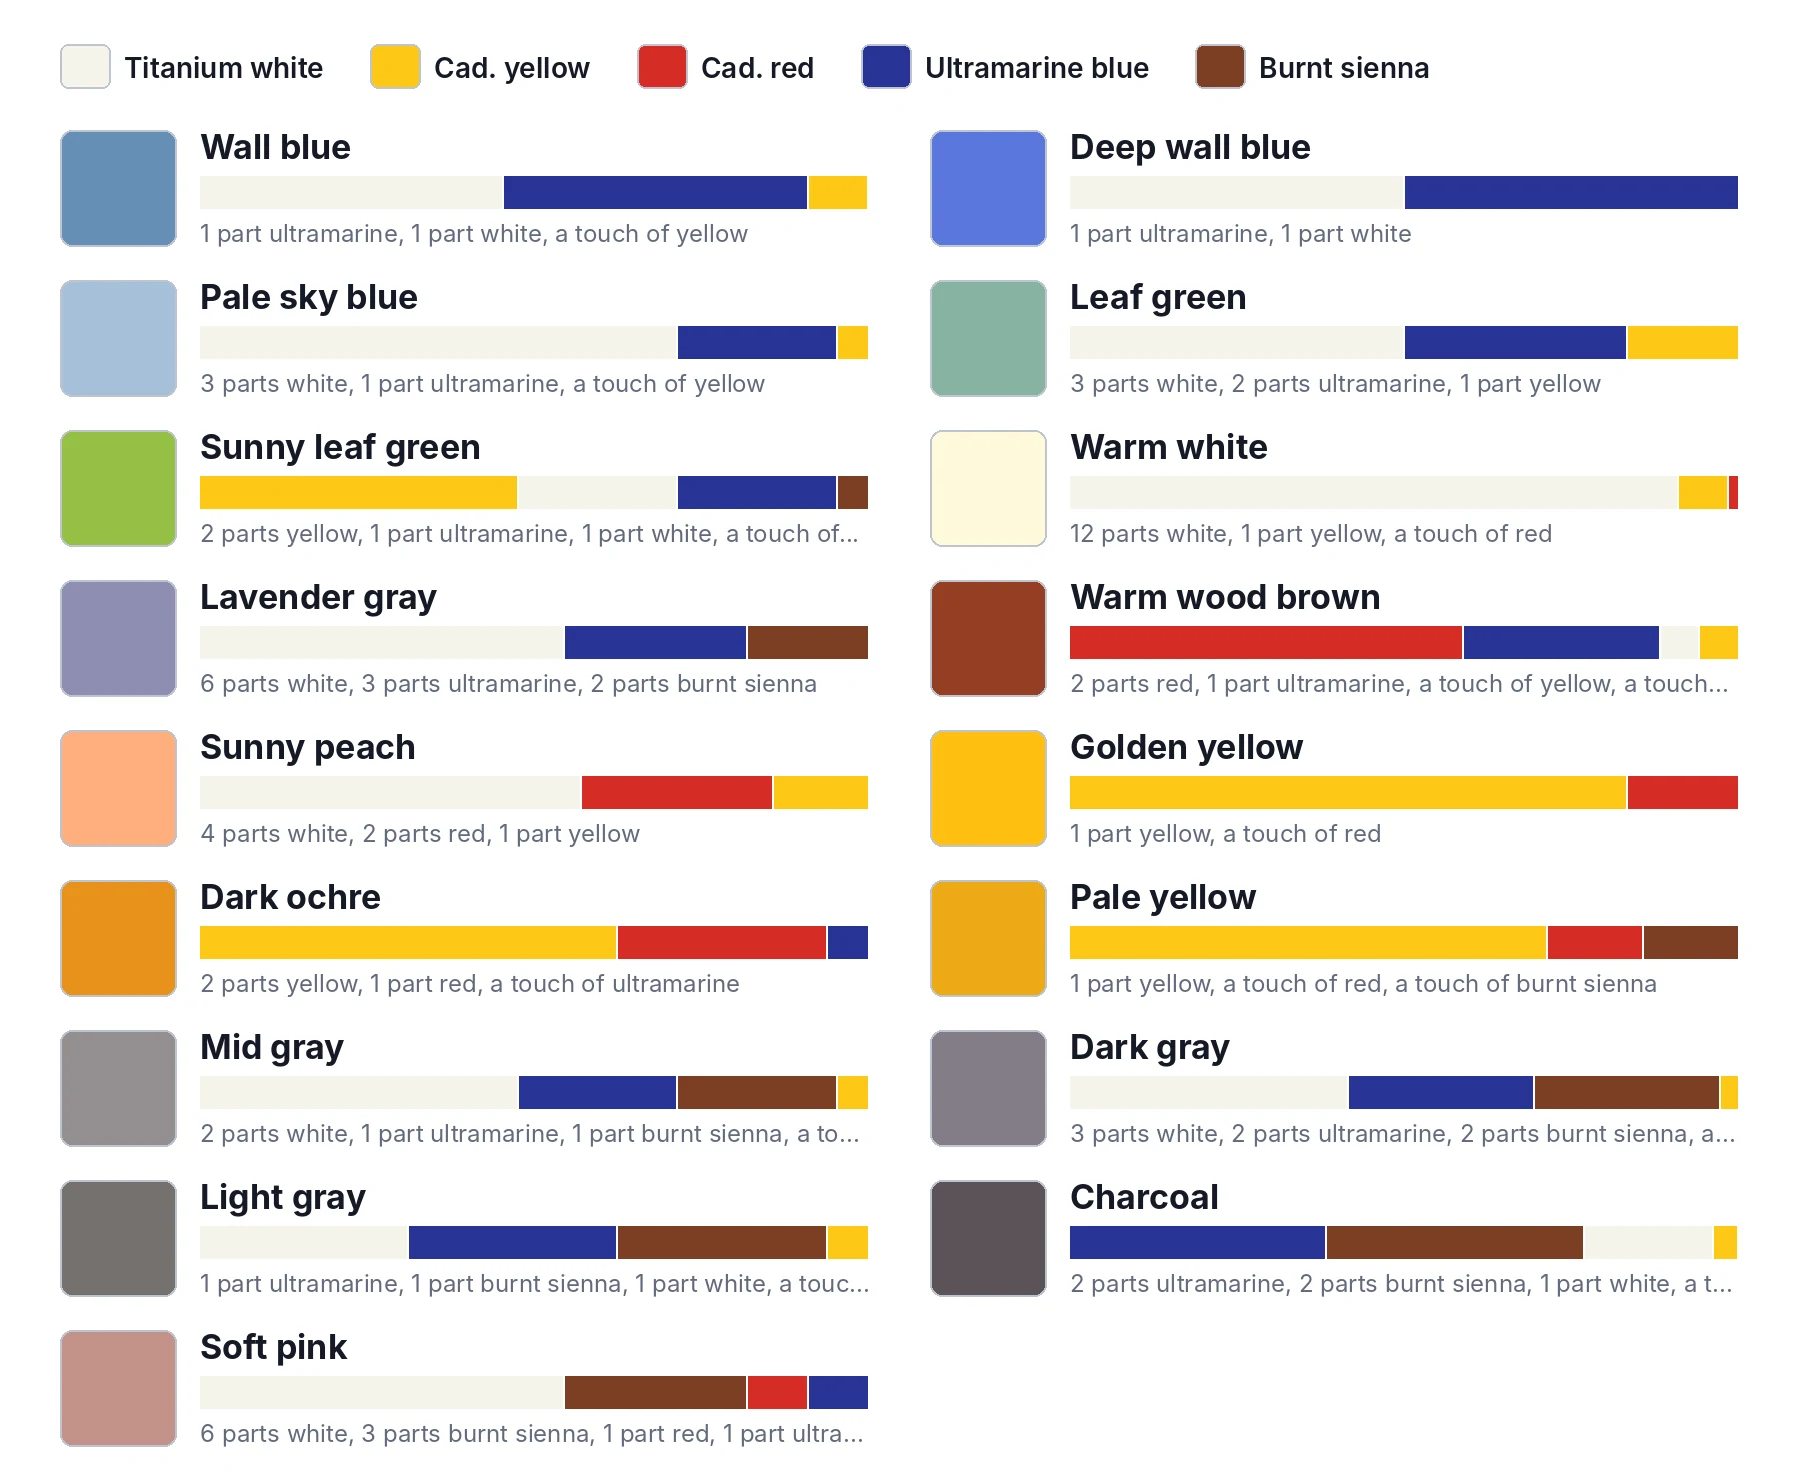 Titanium white
Cad. yellow
Cad. red
Ultramarine blue
Burnt sienna
Wall blue
1 part ultramarine, 1 part white, a touch of yellow
Deep wall blue
1 part ultramarine, 1 part white
Pale sky blue
3 parts white, 1 part ultramarine, a touch of yellow
Leaf green
3 parts white, 2 parts ultramarine, 1 part yellow
Sunny leaf green
2 parts yellow, 1 part ultramarine, 1 part white, a touch of...
Warm white
12 parts white, 1 part yellow, a touch of red
Lavender gray
6 parts white, 3 parts ultramarine, 2 parts burnt sienna
Warm wood brown
2 parts red, 1 part ultramarine, a touch of yellow, a touch...
Sunny peach
4 parts white, 2 parts red, 1 part yellow
Golden yellow
1 part yellow, a touch of red
Dark ochre
2 parts yellow, 1 part red, a touch of ultramarine
Pale yellow
1 part yellow, a touch of red, a touch of burnt sienna
Mid gray
2 parts white, 1 part ultramarine, 1 part burnt sienna, a to...
Dark gray
3 parts white, 2 parts ultramarine, 2 parts burnt sienna, a...
Light gray
1 part ultramarine, 1 part burnt sienna, 1 part white, a touc...
Charcoal
2 parts ultramarine, 2 parts burnt sienna, 1 part white, a t...
Soft pink
6 parts white, 3 parts burnt sienna, 1 part red, 1 part ultra...